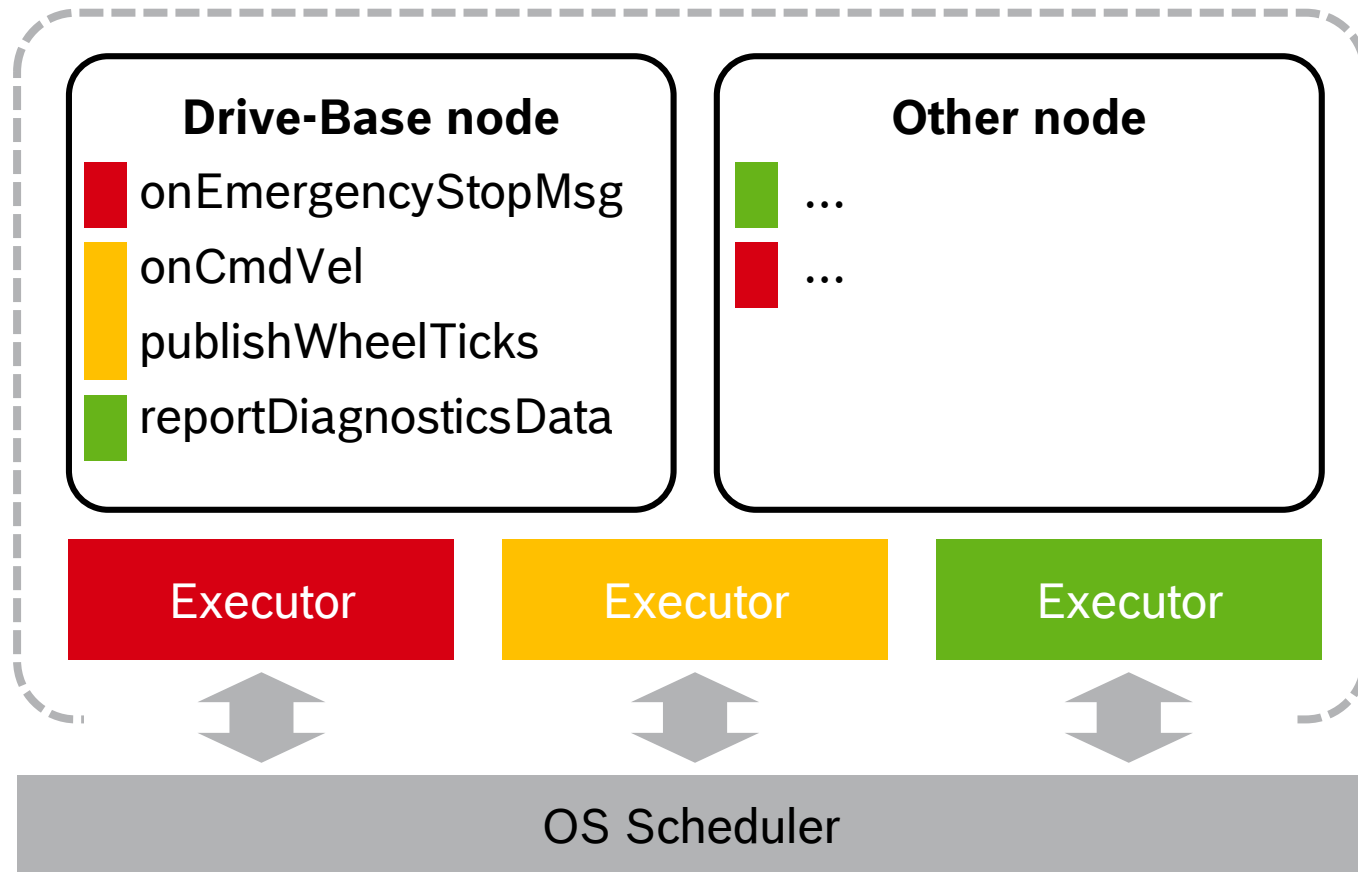 Drive-Base node
onEmergencyStopMsg
onCmdVel
publishWheelTicks
reportDiagnosticsData
Other node
...
...
Executor
Executor
Executor
OS Scheduler